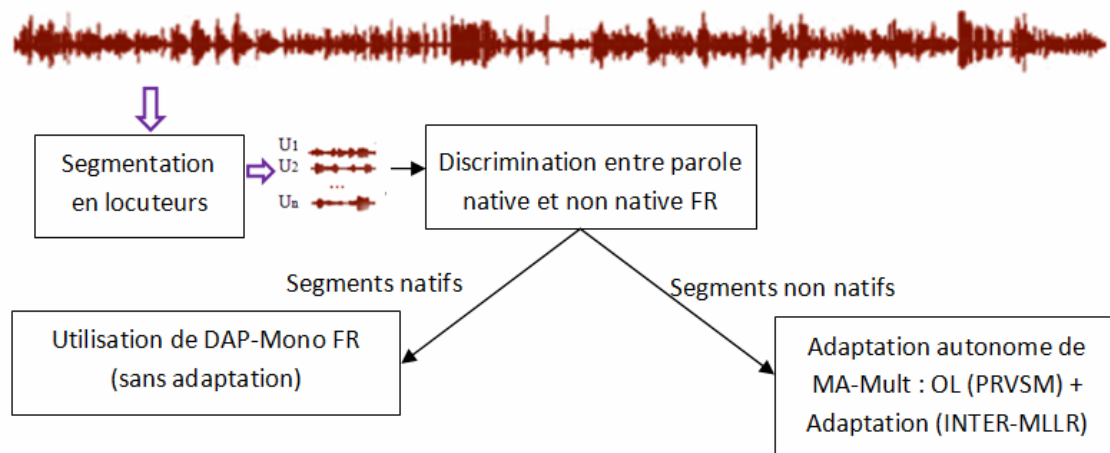 Segmentation
en locuteurs
U1
U2
...
Un
Discrimination entre parole
native et non native FR
Segments natifs
Segments non natifs
Utilisation de DAP-Mono FR
(sans adaptation)
Adaptation autonome de
MA-Mult : OL (PRVSM) +
Adaptation (INTER-MLLR)